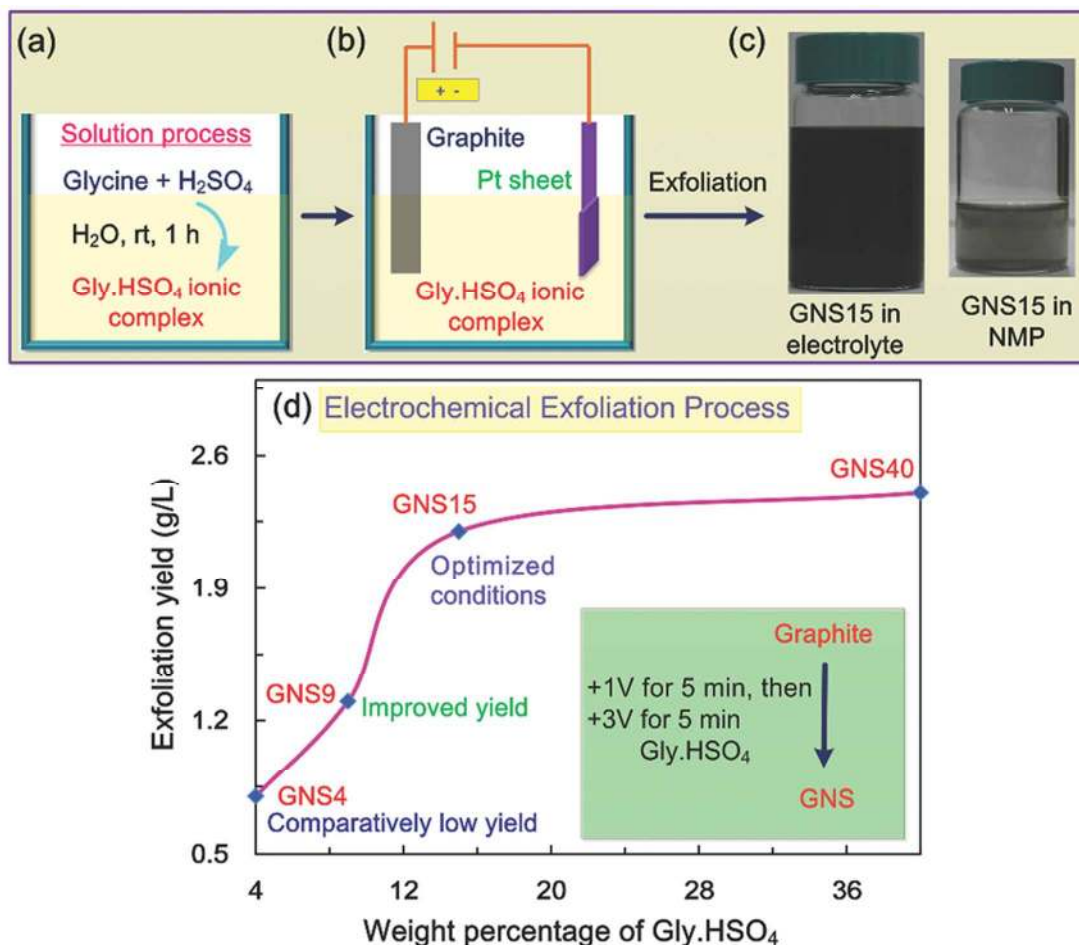 (a)
Solution process
Glycine + H₂SO₄
H₂O, rt, 1 h
Gly.HSO₄ ionic
complex
(b)
+ -
Graphite
Pt sheet
Gly.HSO₄ ionic
complex
Exfoliation
(c)
GNS15 in
electrolyte
GNS15 in
NMP
(d) Electrochemical Exfoliation Process
Exfoliation yield (g/L)
2.6
1.9
1.2
0.5
GNS40
GNS15
Optimized
conditions
GNS9
Improved yield
GNS4
Comparatively low yield
Graphite
+1V for 5 min, then
+3V for 5 min
Gly.HSO₄
GNS
4 12 20 28 36
Weight percentage of Gly.HSO₄